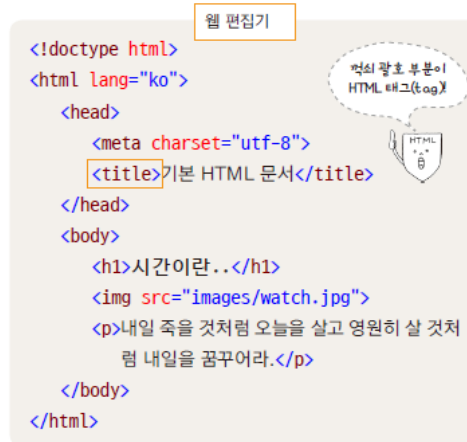 웹 편집기
<!doctype html>
<html lang="ko">
꺽쇠 괄호 부분이
HTML 태그(tag)!
<head>
<meta charset="utf-8">
HTML
<title>기본 HTML 문서</title>
</head>
<body>
<h1>시간이란..</h1>
<img src="images/watch.jpg">
<p>내일 죽을 것처럼 오늘을 살고 영원히 살 것처
럼 내일을 꿈꾸어라.</p>
</body>
</html>